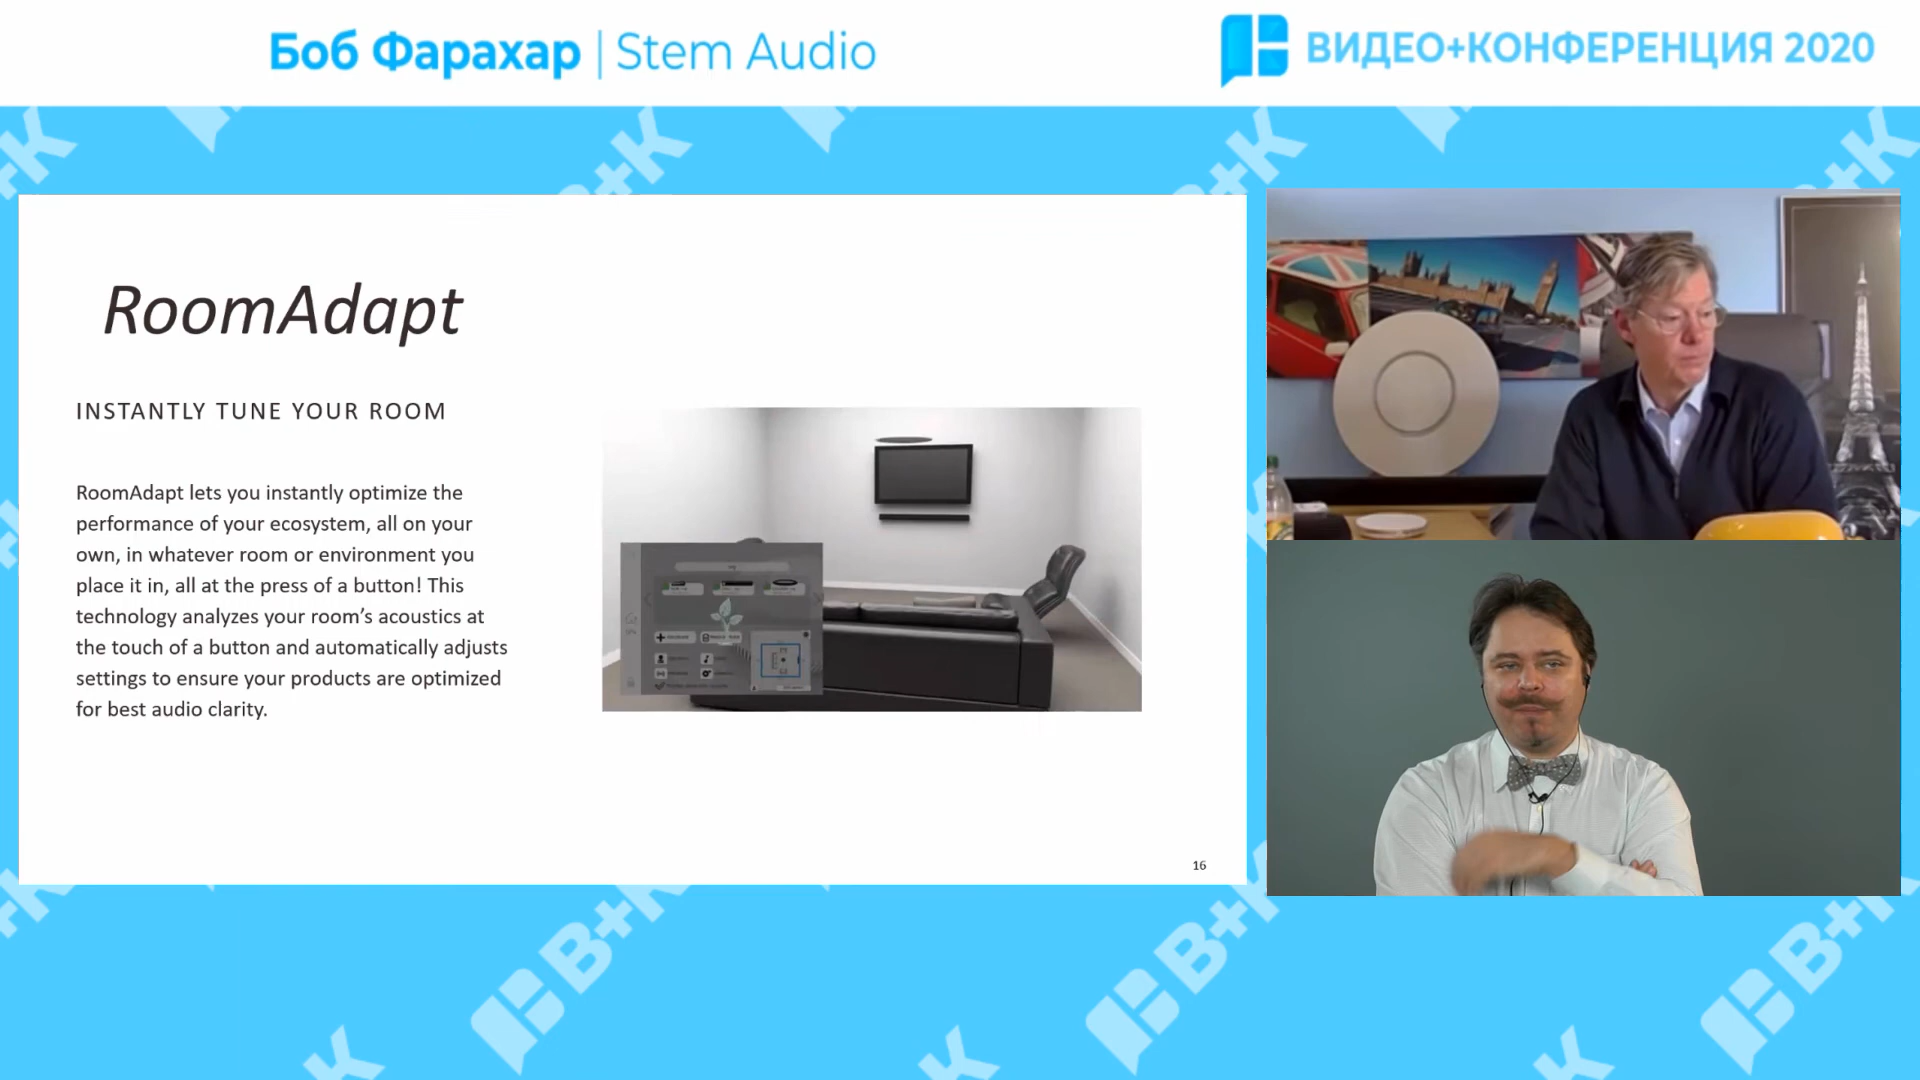 Боб Фарахар | Stem Audio
ВИДЕО+КОНФЕРЕНЦИЯ 2020
RoomAdapt
INSTANTLY TUNE YOUR ROOM
RoomAdapt lets you instantly optimize the
performance of your ecosystem, all on your
own, in whatever room or environment you
place it in, all at the press of a button! This
technology analyzes your room’s acoustics at
the touch of a button and automatically adjusts
settings to ensure your products are optimized
for best audio clarity.
16
В+К
В+К
В+К